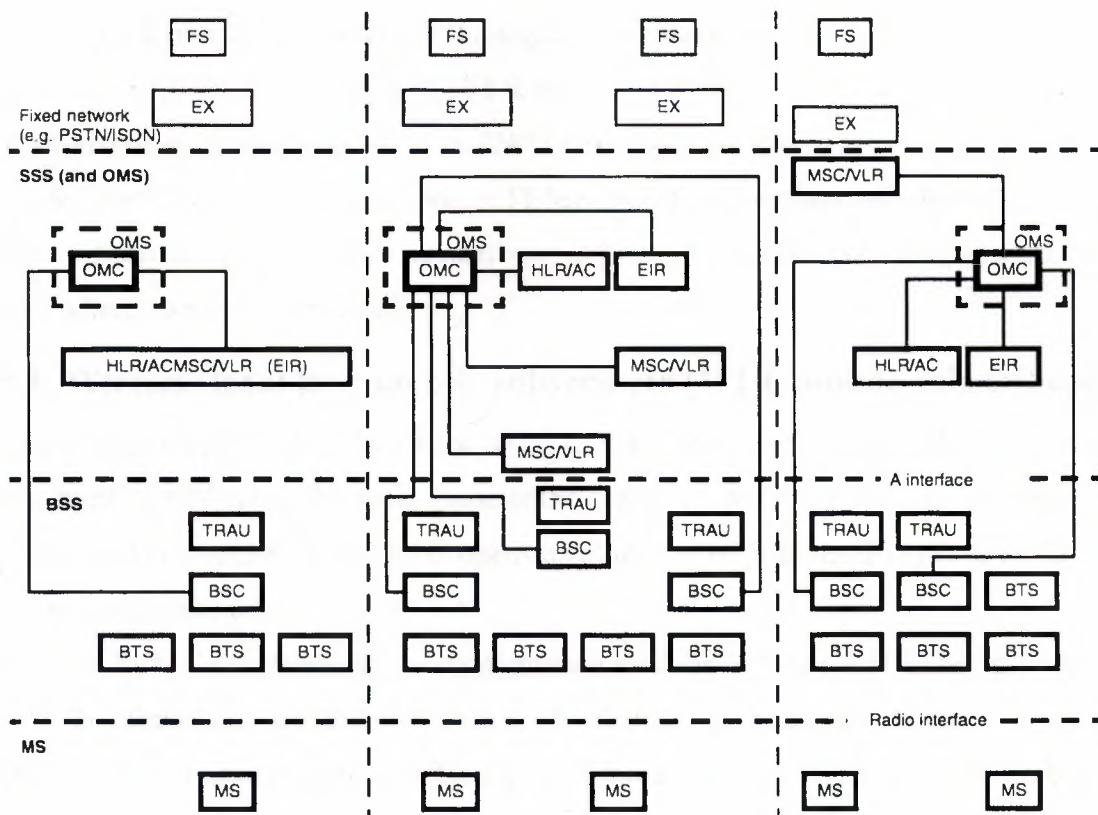 FS FS FS FS
EX EX EX EX
Fixed network
(e.g. PSTN/ISDN)
SSS (and OMS) MSC/VLR
OMS OMS OMS
OMC OMC HLR/AC EIR OMC
HLR/ACMSC/VLR (EIR) MSC/VLR HLR/AC EIR
MSC/VLR
A interface
BSS TRAU
TRAU TRAU TRAU TRAU TRAU
BSC
BSC BSC BSC BSC BSC BTS
BTS BTS BTS BTS BTS BTS BTS BTS BTS BTS
Radio interface
MS
MS MS MS MS MS